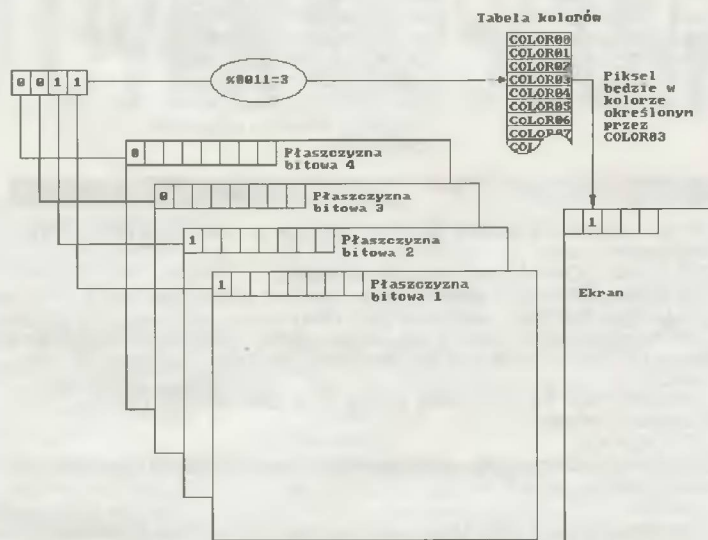 Tabela kolorów
COLOR00
COLOR01
COLOR02
COLOR03
COLOR04
COLOR05
COLOR06
COLOR07
COL
0 0 1 1
%0011=3
Piksel
będzie w
kolorze
określonym
przez
COLOR03
0
Płaszczyzna
bitowa 4
0
Płaszczyzna
bitowa 3
1
Płaszczyzna
bitowa 2
1
Płaszczyzna
bitowa 1
1
Ekran